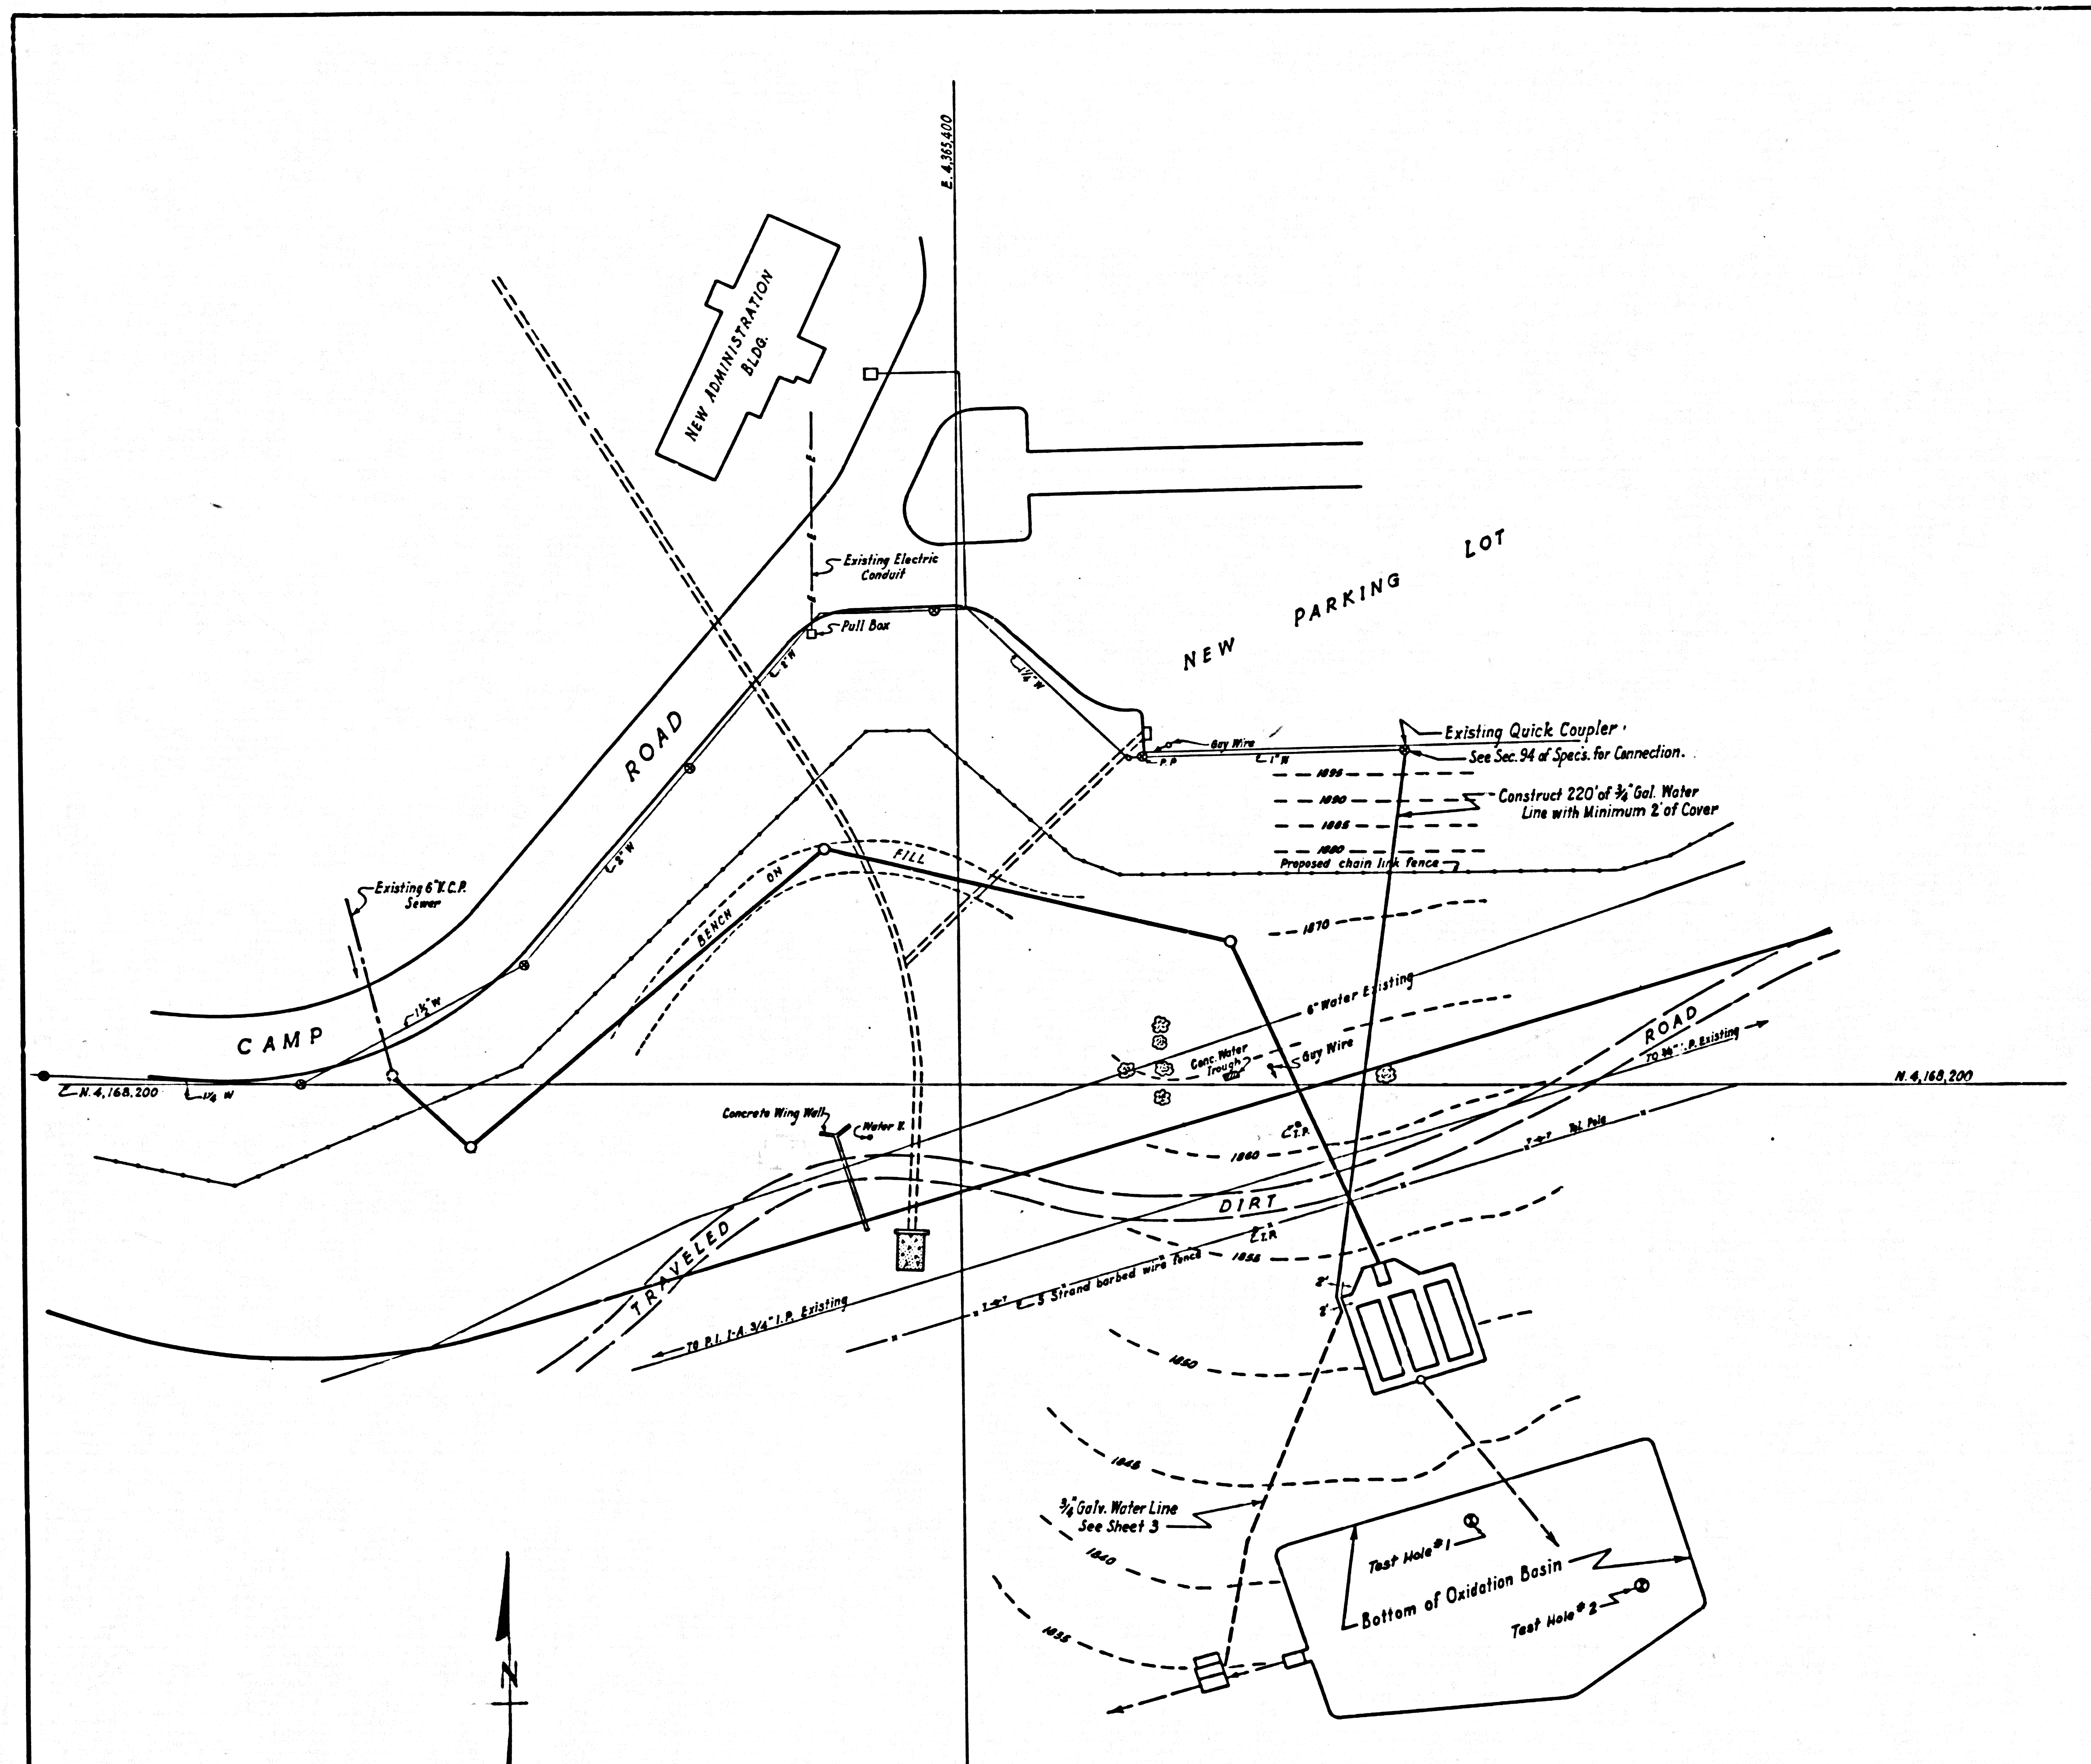 E. 4,365,400
NEW ADMINISTRATION
BLDG.
LOT
PARKING
NEW
Existing Electric
Conduit
Pull Box
2" W
1¼" W
ROAD
Guy Wire
P.P.
1" W
Existing Quick Coupler
See Sec. 94 of Specs. for Connection.
1895
1890
1885
1880
Construct 220' of ¾" Gal. Water
Line with Minimum 2' of Cover
Proposed chain link fence
2" W
FILL
ON
BENCH
Existing 6" V.C.P.
Sewer
1870
1½" W
CAMP
6" Water Existing
ROAD
TO ¾" I.P. Existing
Conc. Water
Trough
Guy Wire
N. 4,168,200
1¼ W
N. 4,168,200
Concrete Wing Wall
Water V.
I.P.
T T
Tel. Pole
1860
DIRT
I.P.
1855
TRAVELED
5 Strand barbed wire fence
T T
2'
2'
TO P.I. 1-A. 3/4" I.P. Existing
1850
1845
¾" Galv. Water Line
See Sheet 3
1840
Test Hole #1
Bottom of Oxidation Basin
Test Hole #2
1835
N